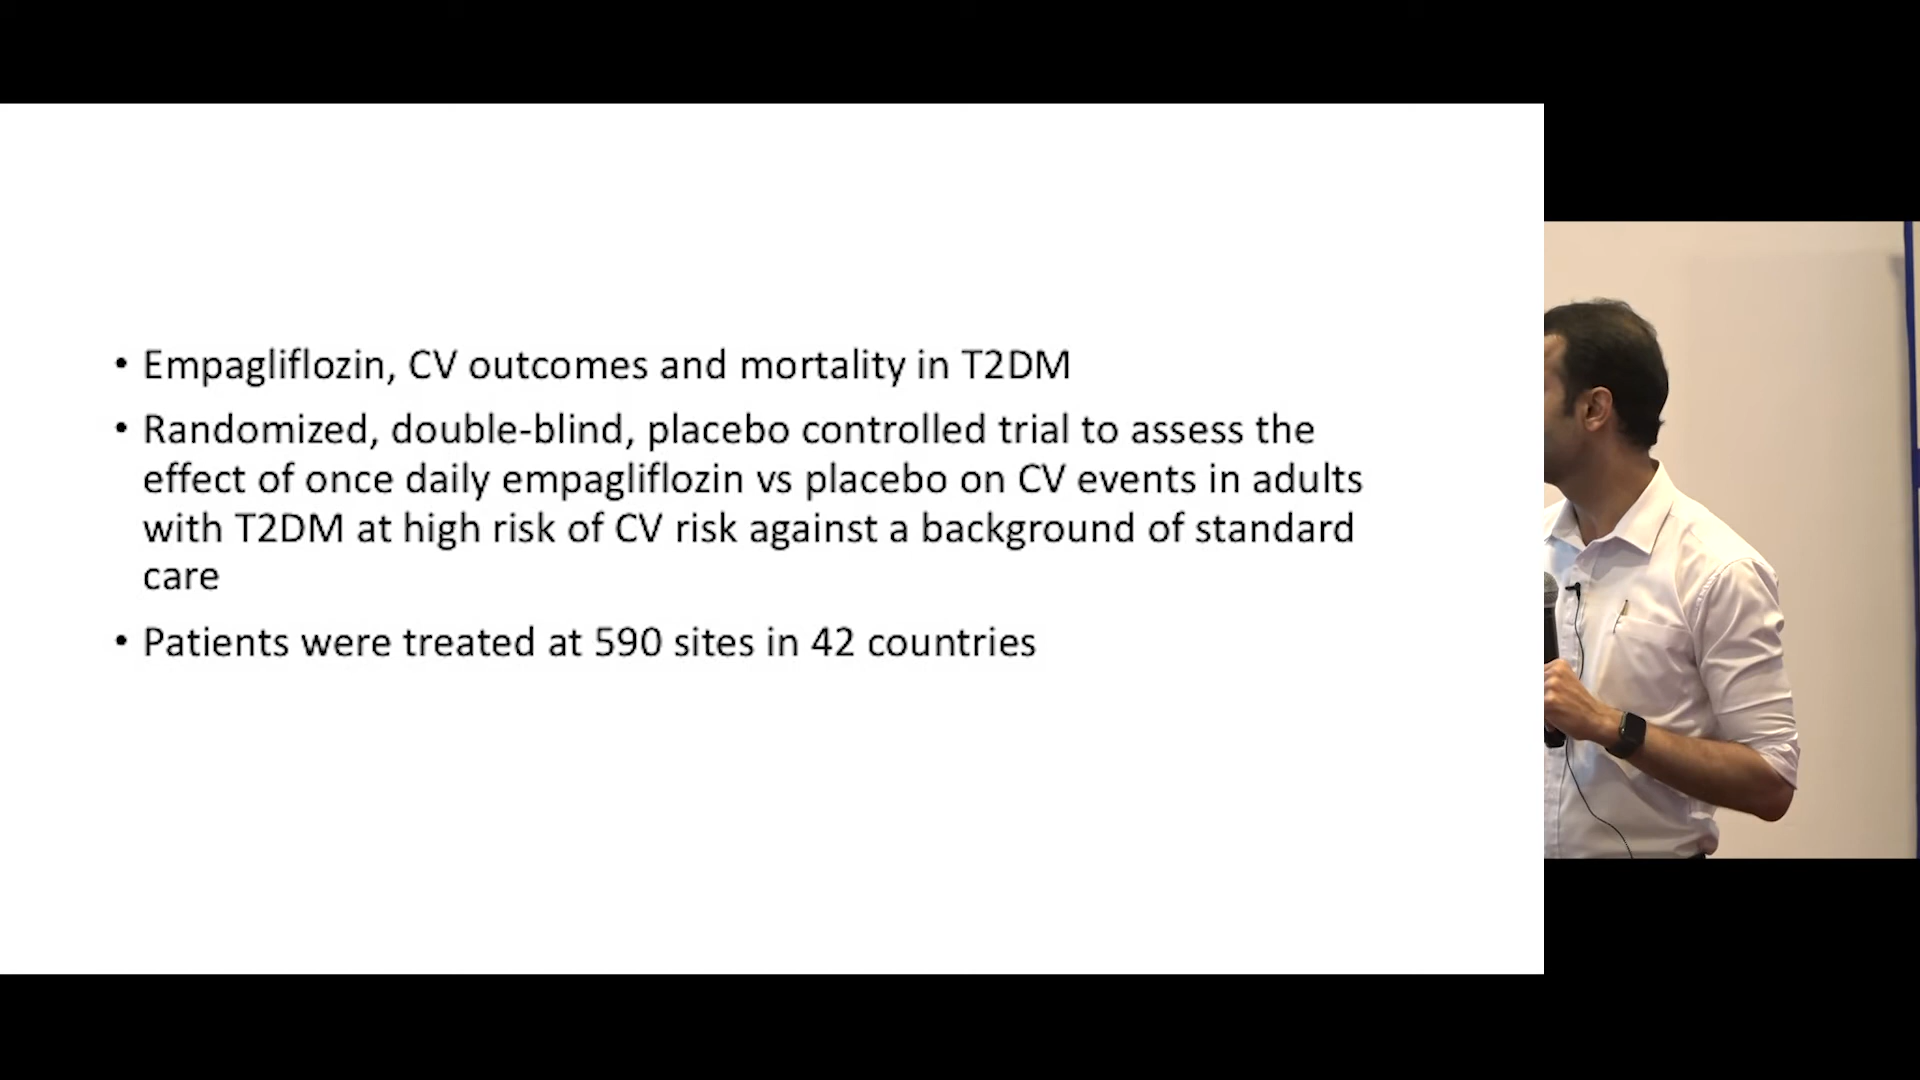 • Empagliflozin, CV outcomes and mortality in T2DM
• Randomized, double-blind, placebo controlled trial to assess the
effect of once daily empagliflozin vs placebo on CV events in adults
with T2DM at high risk of CV risk against a background of standard
care
• Patients were treated at 590 sites in 42 countries